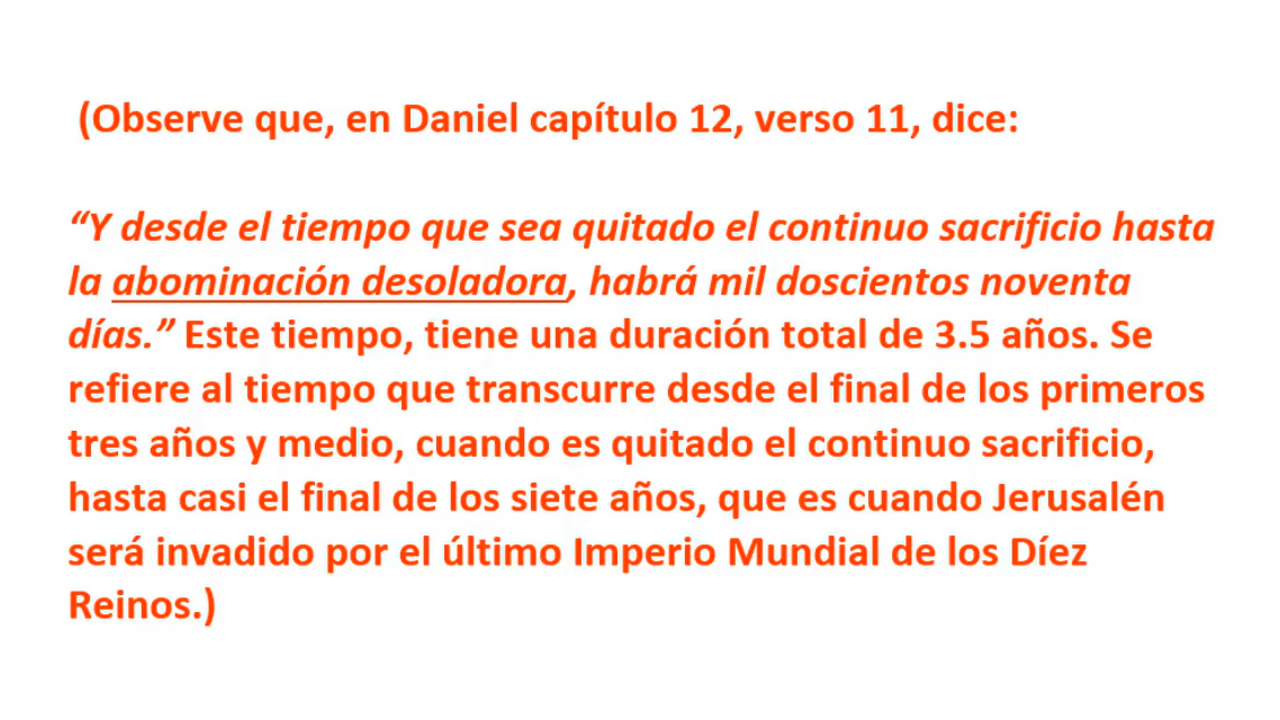 (Observe que, en Daniel capítulo 12, verso 11, dice:
“Y desde el tiempo que sea quitado el continuo sacrificio hasta
la abominación desoladora, habrá mil doscientos noventa
días.” Este tiempo, tiene una duración total de 3.5 años. Se
refiere al tiempo que transcurre desde el final de los primeros
tres años y medio, cuando es quitado el continuo sacrificio,
hasta casi el final de los siete años, que es cuando Jerusalén
será invadido por el último Imperio Mundial de los Díez
Reinos.)